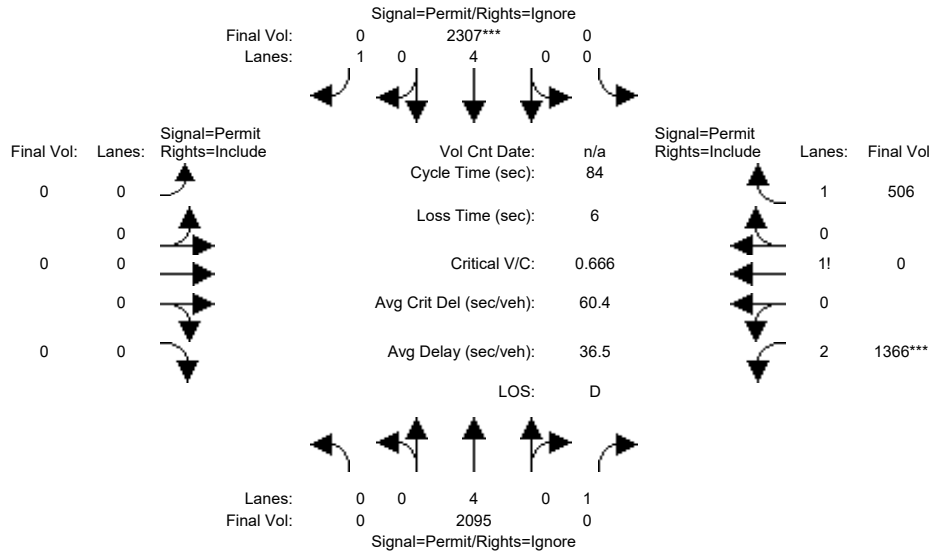 Signal=Permit/Rights=Ignore
Final Vol: 0 2307*** 0
Lanes: 1 0 4 0 0
Signal=Permit Signal=Permit
Final Vol: Lanes: Rights=Include Vol Cnt Date: n/a Rights=Include Lanes: Final Vol
Cycle Time (sec): 84
0 0 1 506
Loss Time (sec): 6
0 0
0 0 Critical V/C: 0.666 1! 0
0 Avg Crit Del (sec/veh): 60.4 0
0 0 Avg Delay (sec/veh): 36.5 2 1366***
LOS: D
Lanes: 0 0 4 0 1
Final Vol: 0 2095 0
Signal=Permit/Rights=Ignore